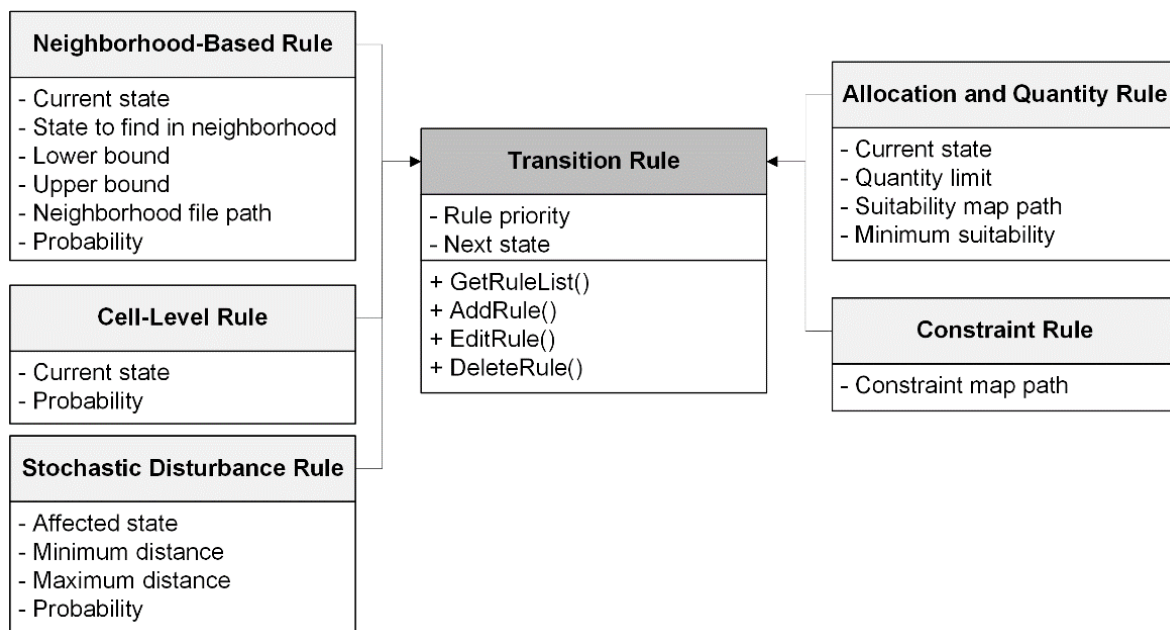 Neighborhood-Based Rule
- Current state
- State to find in neighborhood
- Lower bound
- Upper bound
- Neighborhood file path
- Probability
Cell-Level Rule
- Current state
- Probability
Stochastic Disturbance Rule
- Affected state
- Minimum distance
- Maximum distance
- Probability
Transition Rule
- Rule priority
- Next state
+ GetRuleList()
+ AddRule()
+ EditRule()
+ DeleteRule()
Allocation and Quantity Rule
- Current state
- Quantity limit
- Suitability map path
- Minimum suitability
Constraint Rule
- Constraint map path